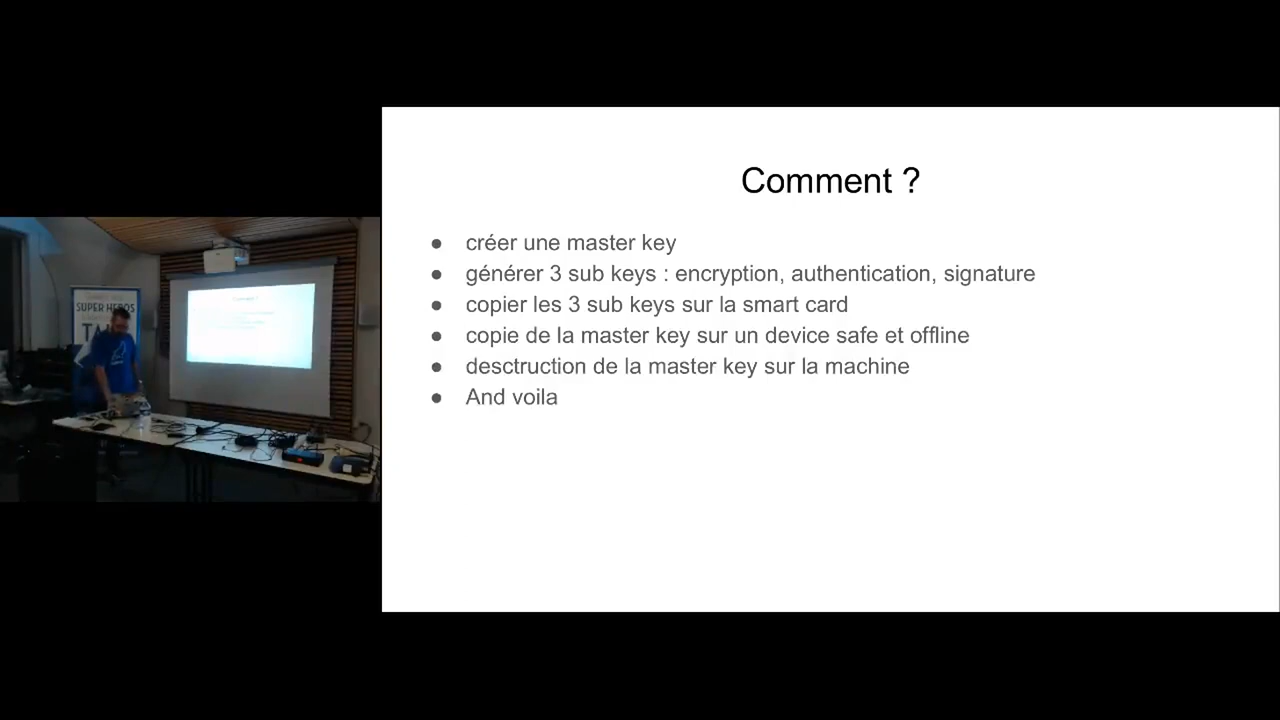 Comment ?
créer une master key
générer 3 sub keys : encryption, authentication, signature
copier les 3 sub keys sur la smart card
copie de la master key sur un device safe et offline
desctruction de la master key sur la machine
And voila
SUPER HEROS